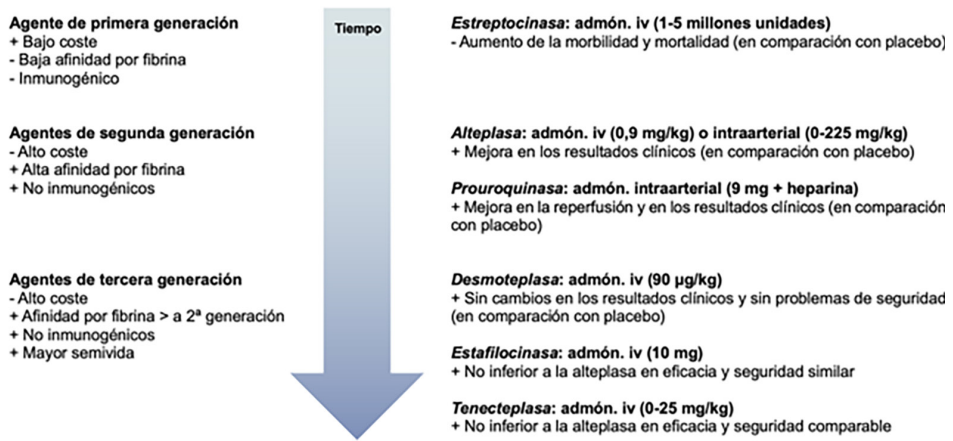 Agente de primera generación
+ Bajo coste
- Baja afinidad por fibrina
- Inmunogénico
Tiempo
Estreptocinasa: admón. iv (1-5 millones unidades)
- Aumento de la morbilidad y mortalidad (en comparación con placebo)
Agentes de segunda generación
- Alto coste
+ Alta afinidad por fibrina
+ No inmunogénicos
Alteplasa: admón. iv (0,9 mg/kg) o intraarterial (0-225 mg/kg)
+ Mejora en los resultados clínicos (en comparación con placebo)
Prouroquinasa: admón. intraarterial (9 mg + heparina)
+ Mejora en la reperfusión y en los resultados clínicos (en comparación
con placebo)
Agentes de tercera generación
- Alto coste
+ Afinidad por fibrina > a 2ª generación
+ No inmunogénicos
+ Mayor semivida
Desmoteplasa: admón. iv (90 µg/kg)
+ Sin cambios en los resultados clínicos y sin problemas de seguridad
(en comparación con placebo)
Estafilocinasa: admón. iv (10 mg)
+ No inferior a la alteplasa en eficacia y seguridad similar
Tenecteplasa: admón. iv (0-25 mg/kg)
+ No inferior a la alteplasa en eficacia y seguridad comparable